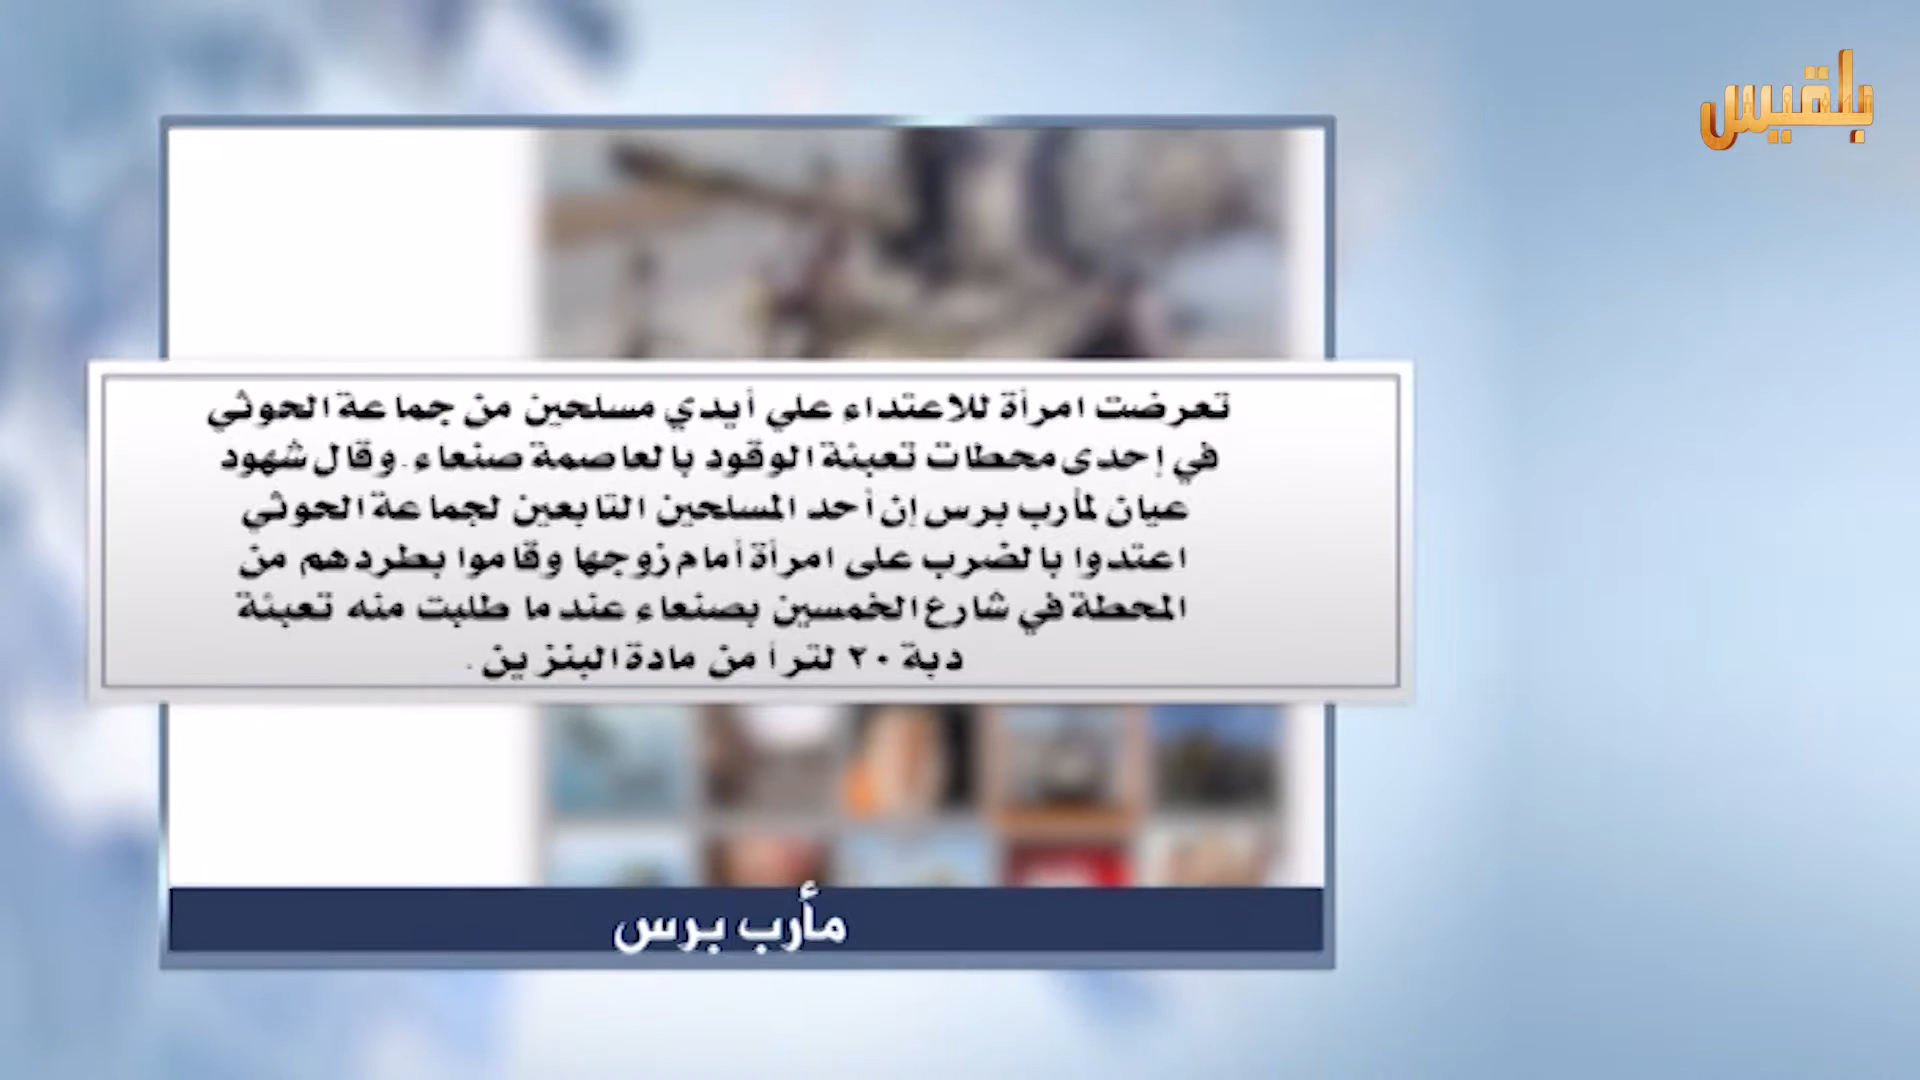 بلقيس
تعرضت امرأة للاعتداء علي أيدي مسلحين من جماعة الحوثي
في إحدى محطات تعبئة الوقود بالعاصمة صنعاء. وقال شهود
عيان لمأرب برس إن أحد المسلحين التابعين لجماعة الحوثي
اعتدوا بالضرب على امرأة أمام زوجها وقاموا بطردهم من
المحطة في شارع الخمسين بصنعاء عندما طلبت منه تعبئة
دبة ٢٠ لتراً من مادة البنزين .
مأرب برس